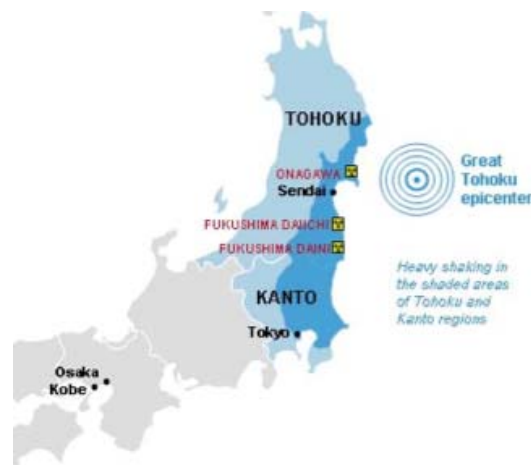 TOHOKU
ONAGAWA
Sendai
Great
Tohoku
epicenter
FUKUSHIMA DAIICHI
FUKUSHIMA DAINI
Heavy shaking in
the shaded areas
of Tohoku and
Kanto regions
KANTO
Tokyo
Osaka
Kobe